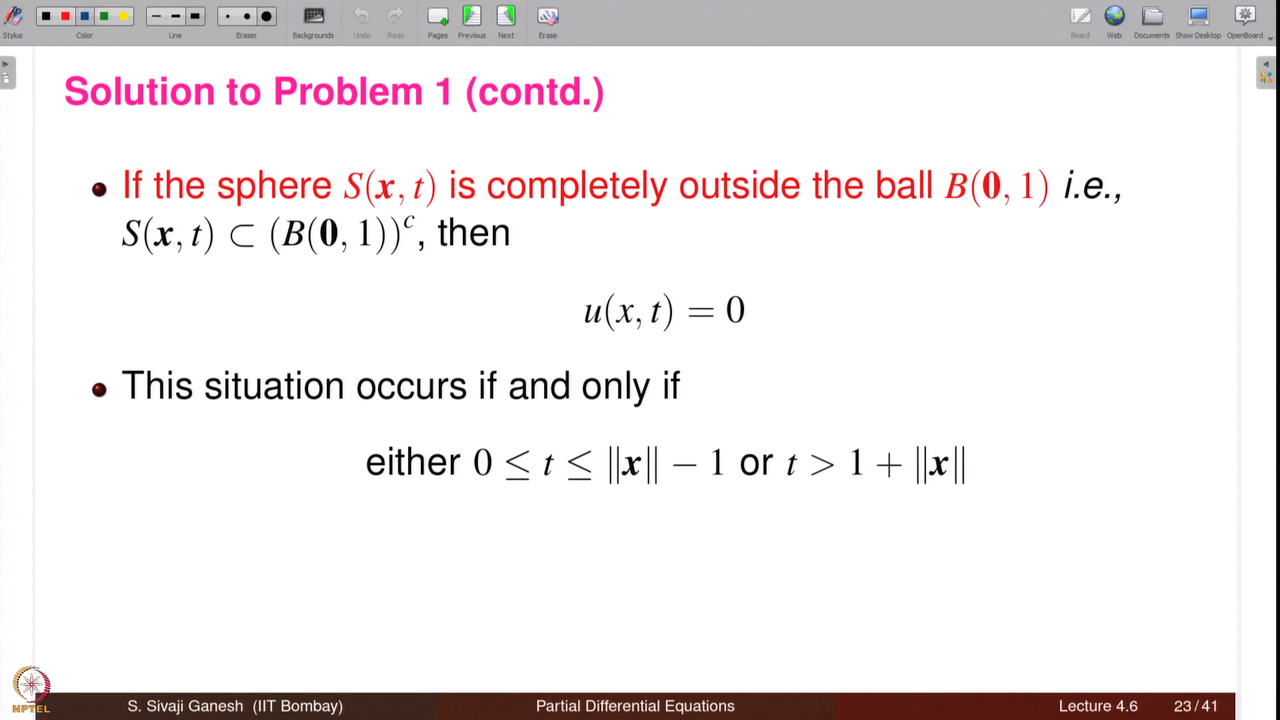 Stylus Color Line Eraser Backgrounds Undo Redo Pages Previous Next Erase Board Web Documents Show Desktop OpenBoard
Solution to Problem 1 (contd.)
If the sphere S(x, t) is completely outside the ball B(0, 1) i.e.,
S(x, t) ⊂ (B(0, 1))ᶜ, then
u(x, t) = 0
This situation occurs if and only if
either 0 ≤ t ≤ ‖x‖ − 1 or t > 1 + ‖x‖
NPTEL
S. Sivaji Ganesh (IIT Bombay) Partial Differential Equations Lecture 4.6 23/41